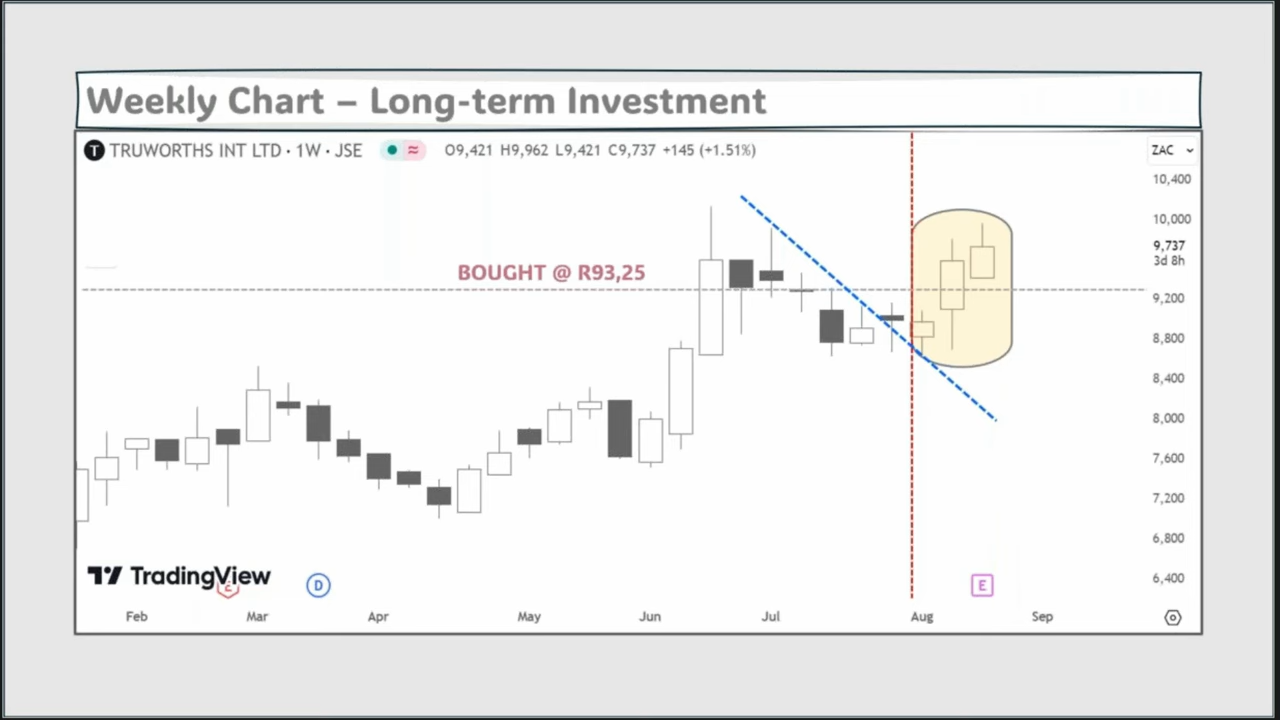 Weekly Chart – Long-term Investment
T TRUWORTHS INT LTD · 1W · JSE ≈ O9,421 H9,962 L9,421 C9,737 +145 (+1.51%) ZAC
10,400
10,000
9,737
3d 8h
BOUGHT @ R93,25
9,200
8,800
8,400
8,000
7,600
7,200
6,800
6,400
TradingView
E D E
Feb Mar Apr May Jun Jul Aug Sep